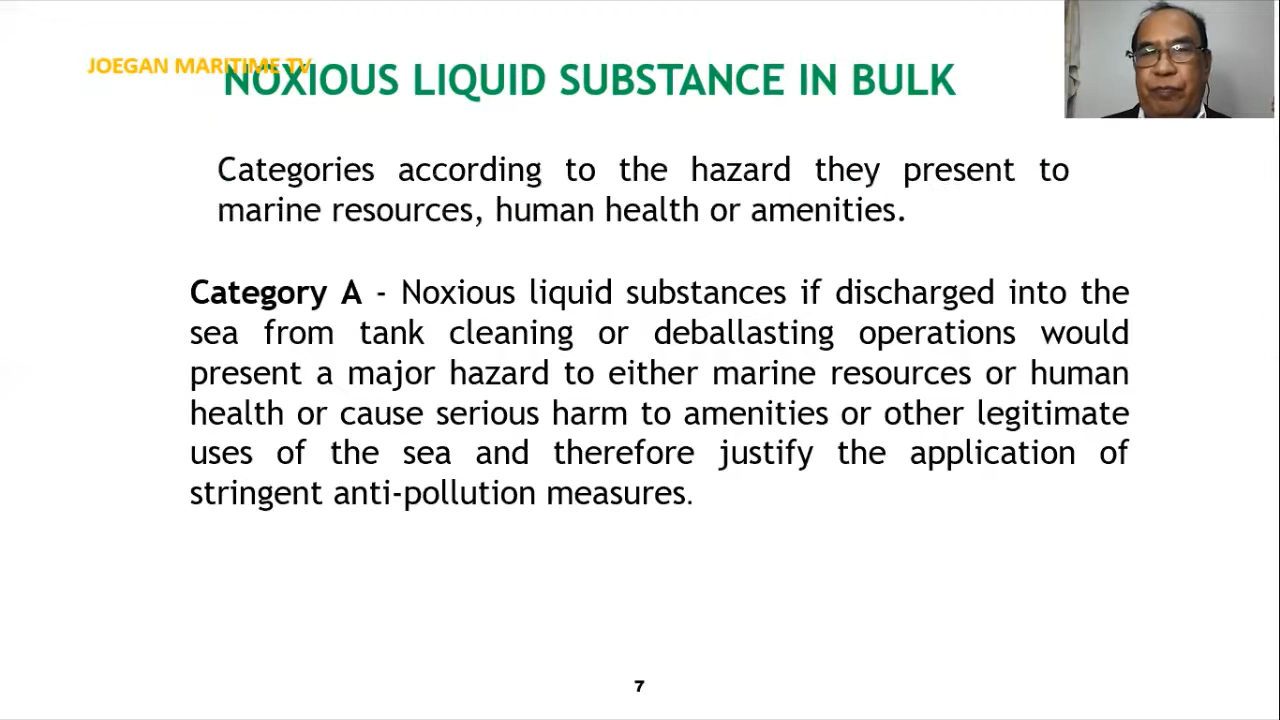 JOEGAN MARITIME TV
NOXIOUS LIQUID SUBSTANCE IN BULK
Categories according to the hazard they present to
marine resources, human health or amenities.
Category A - Noxious liquid substances if discharged into the
sea from tank cleaning or deballasting operations would
present a major hazard to either marine resources or human
health or cause serious harm to amenities or other legitimate
uses of the sea and therefore justify the application of
stringent anti-pollution measures.
7